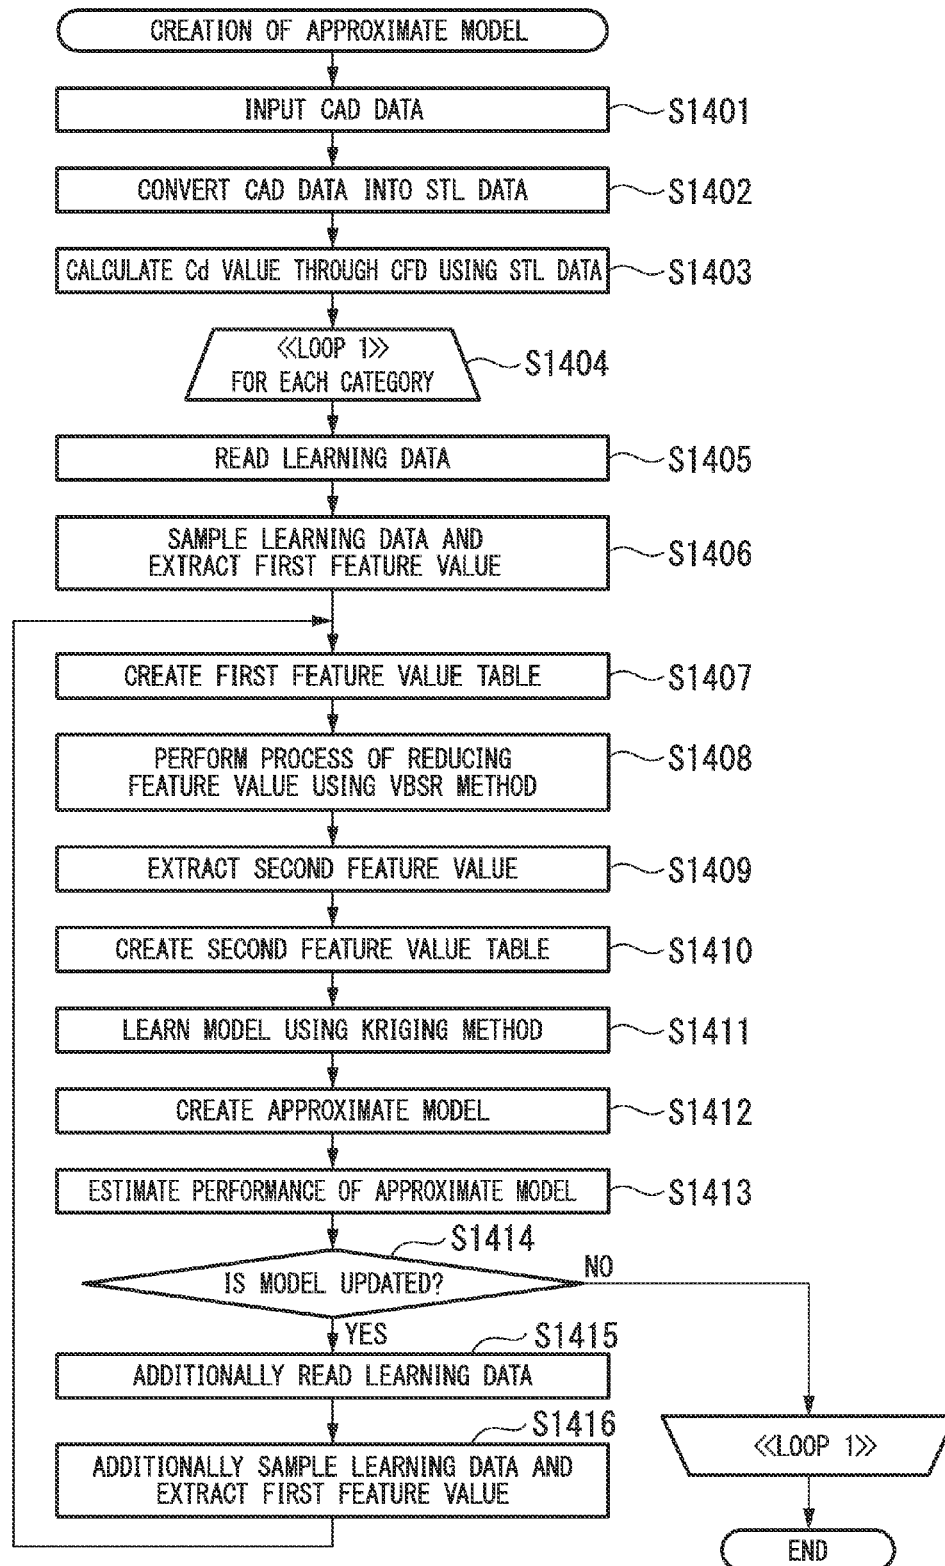 CREATION OF APPROXIMATE MODEL
INPUT CAD DATA
S1401
CONVERT CAD DATA INTO STL DATA
S1402
CALCULATE Cd VALUE THROUGH CFD USING STL DATA
S1403
<<LOOP 1>>
FOR EACH CATEGORY
S1404
READ LEARNING DATA
S1405
SAMPLE LEARNING DATA AND
EXTRACT FIRST FEATURE VALUE
S1406
CREATE FIRST FEATURE VALUE TABLE
S1407
PERFORM PROCESS OF REDUCING
FEATURE VALUE USING VBSR METHOD
S1408
EXTRACT SECOND FEATURE VALUE
S1409
CREATE SECOND FEATURE VALUE TABLE
S1410
LEARN MODEL USING KRIGING METHOD
S1411
CREATE APPROXIMATE MODEL
S1412
ESTIMATE PERFORMANCE OF APPROXIMATE MODEL
S1413
S1414
IS MODEL UPDATED?
NO
YES
S1415
ADDITIONALLY READ LEARNING DATA
S1416
ADDITIONALLY SAMPLE LEARNING DATA AND
EXTRACT FIRST FEATURE VALUE
<<LOOP 1>>
END